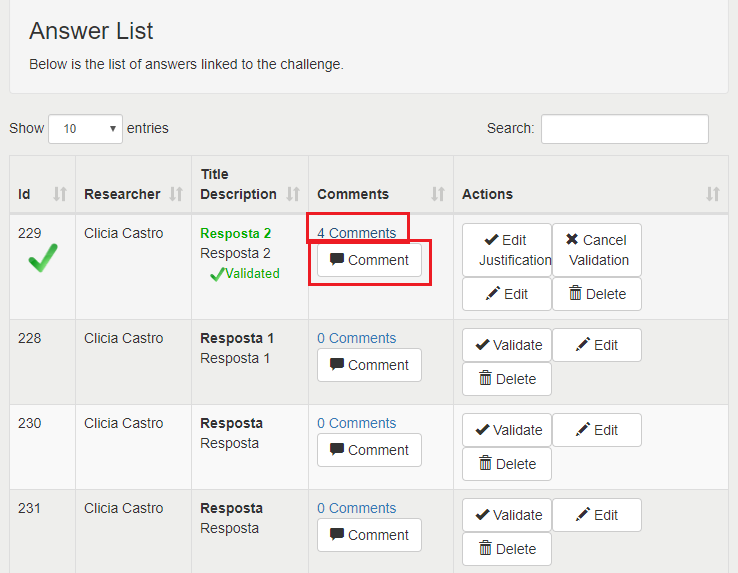 Answer List
Below is the list of answers linked to the challenge.
Show 10 entries
Search:
Id
Researcher
Title
Description
Comments
Actions
229
Clicia Castro
Resposta 2
Resposta 2
Validated
4 Comments
Comment
Edit
Justification
Cancel
Validation
Edit
Delete
228
Clicia Castro
Resposta 1
Resposta 1
0 Comments
Comment
Validate
Edit
Delete
230
Clicia Castro
Resposta
Resposta
0 Comments
Comment
Validate
Edit
Delete
231
Clicia Castro
Resposta
Resposta
0 Comments
Comment
Validate
Edit
Delete